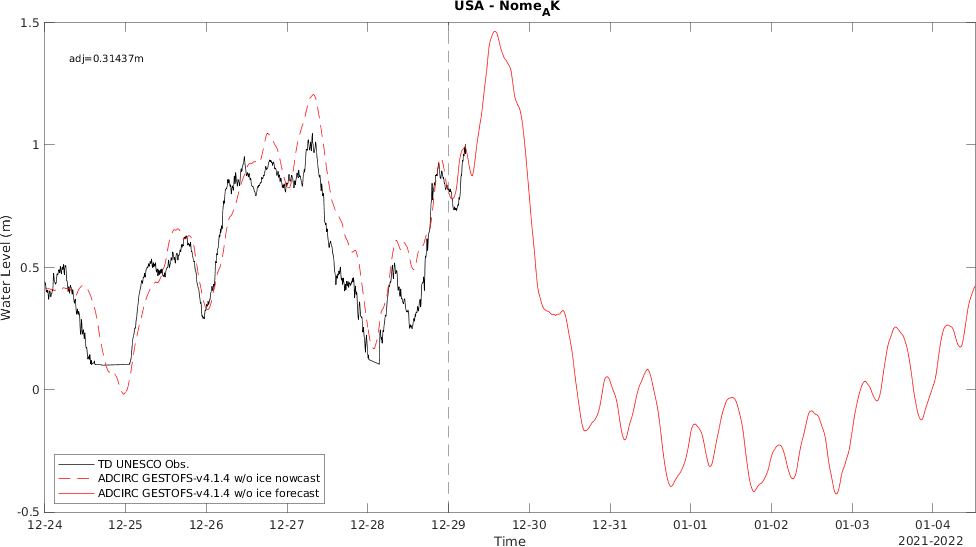 USA - Nome_AK
1.5
adj=0.31437m
1
Water Level (m)
0.5
0
TD UNESCO Obs.
ADCIRC GESTOFS-v4.1.4 w/o ice nowcast
ADCIRC GESTOFS-v4.1.4 w/o ice forecast
-0.5
12-24 12-25 12-26 12-27 12-28 12-29 12-30 12-31 01-01 01-02 01-03 01-04
Time
2021-2022